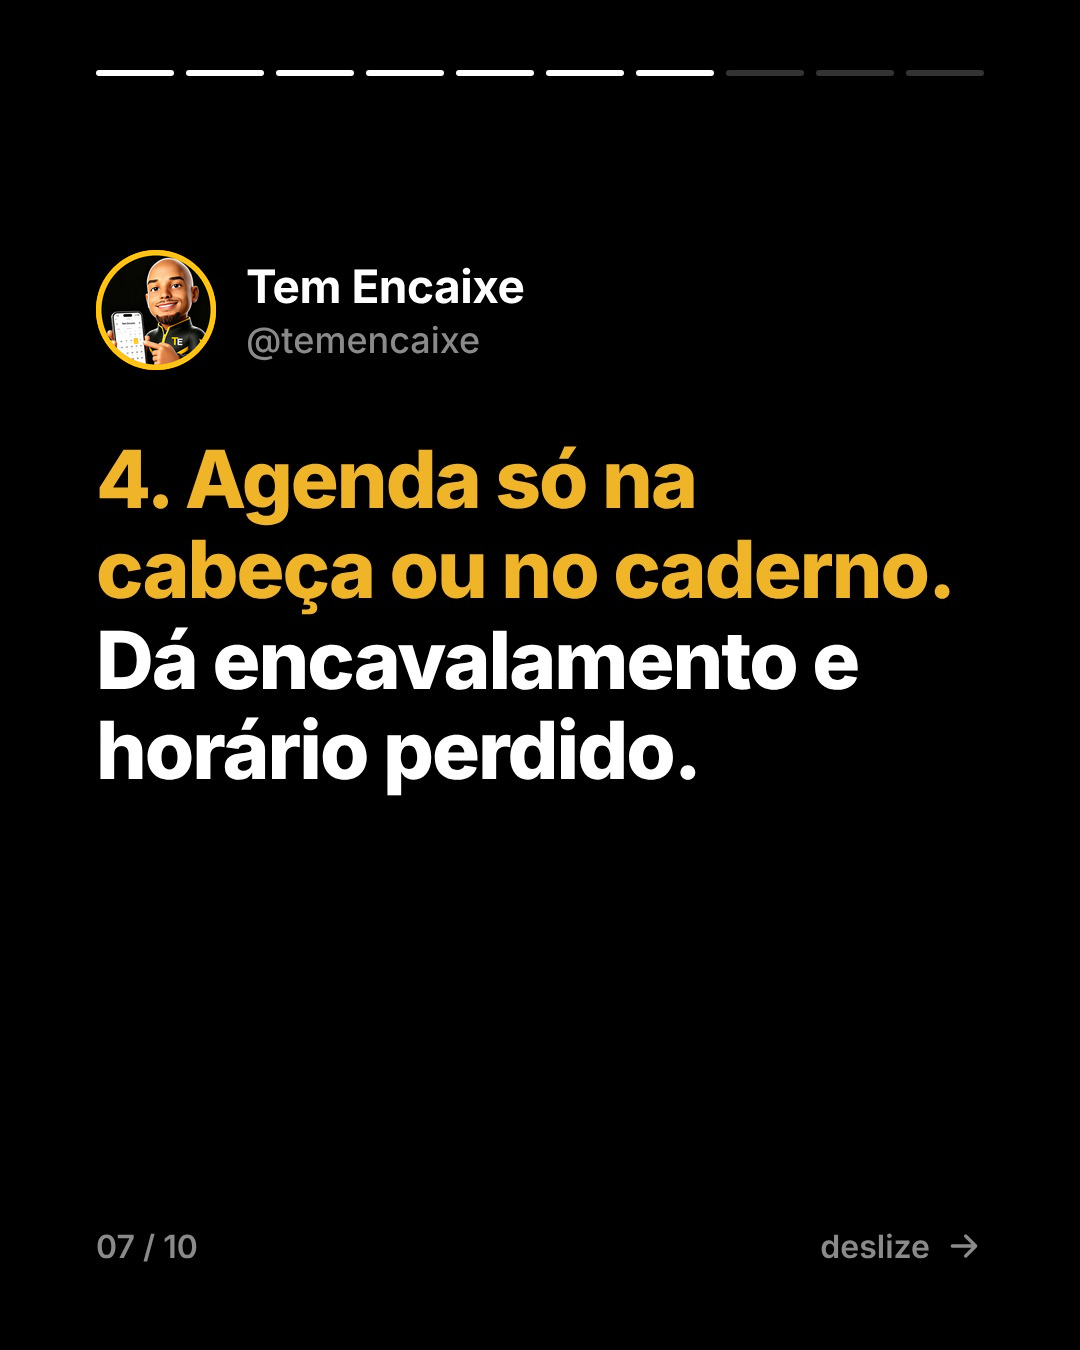 Tem Encaixe
@temencaixe
4. Agenda só na
cabeça ou no caderno.
Dá encavalamento e
horário perdido.
07 / 10
deslize →